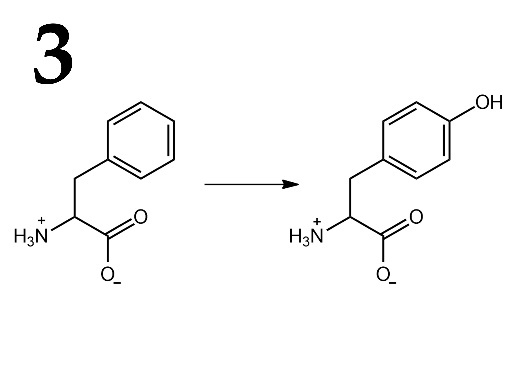 3
OH
H₃N⁺ O H₃N⁺ O
O⁻ O⁻